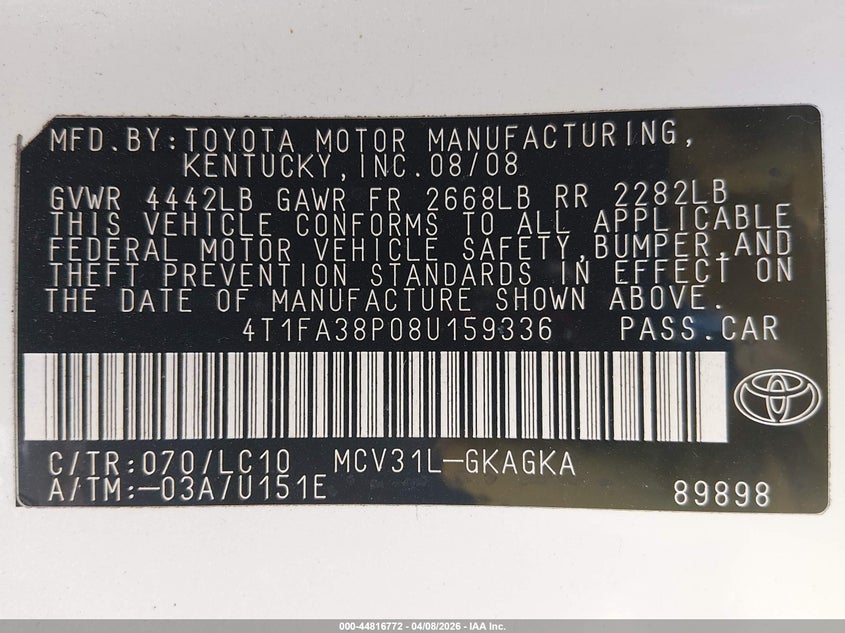 MFD.BY:TOYOTA MOTOR MANUFACTURING,
KENTUCKY,INC.08/08
GVWR 4442LB GAWR FR 2668LB RR 2282LB
THIS VEHICLE CONFORMS TO ALL APPLICABLE
FEDERAL MOTOR VEHICLE SAFETY,BUMPER,AND
THEFT PREVENTION STANDARDS IN EFFECT ON
THE DATE OF MANUFACTURE SHOWN ABOVE.
4T1FA38P08U159336 PASS.CAR
C/TR:070/LC10 MCV31L-GKAGKA
A/TM:-03A/U151E 89898
000-44816772 - 04/08/2026 - IAA Inc.